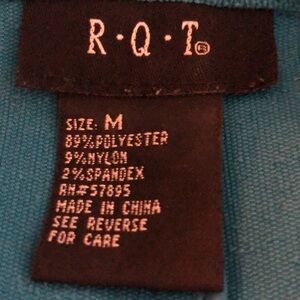 R·Q·T®
SIZE: M
89%POLYESTER
9%NYLON
2%SPANDEX
RN#57895
MADE IN CHINA
SEE REVERSE
FOR CARE